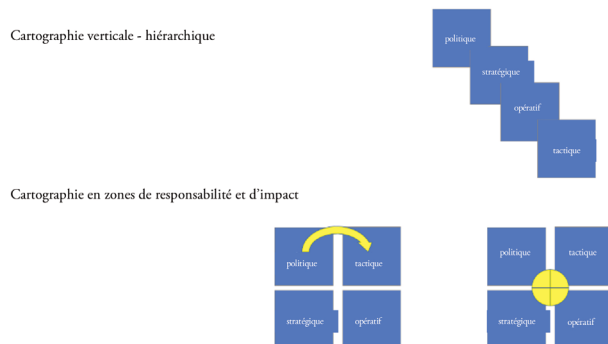 Cartographie verticale - hiérarchique
politique
stratégique
opératif
tactique
Cartographie en zones de responsabilité et d'impact
politique
tactique
stratégique
opératif
politique
tactique
stratégique
opératif